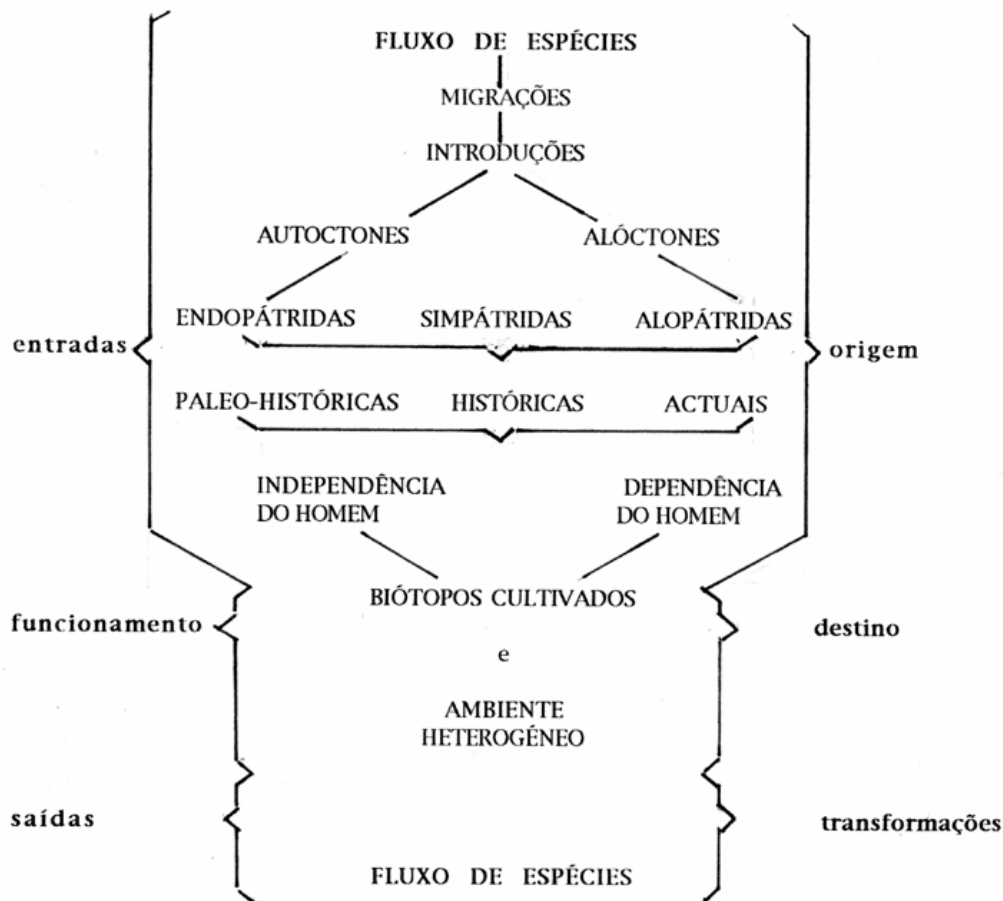 FLUXO DE ESPÉCIES
MIGRAÇÕES
INTRODUÇÕES
AUTOCTONES ALÓCTONES
ENDOPÁTRIDAS SIMPÁTRIDAS ALOPÁTRIDAS
entradas origem
PALEO-HISTÓRICAS HISTÓRICAS ACTUAIS
INDEPENDÊNCIA DEPENDÊNCIA
DO HOMEM DO HOMEM
BIÓTOPOS CULTIVADOS
funcionamento destino
e
AMBIENTE
HETEROGÉNEO
saídas transformações
FLUXO DE ESPÉCIES